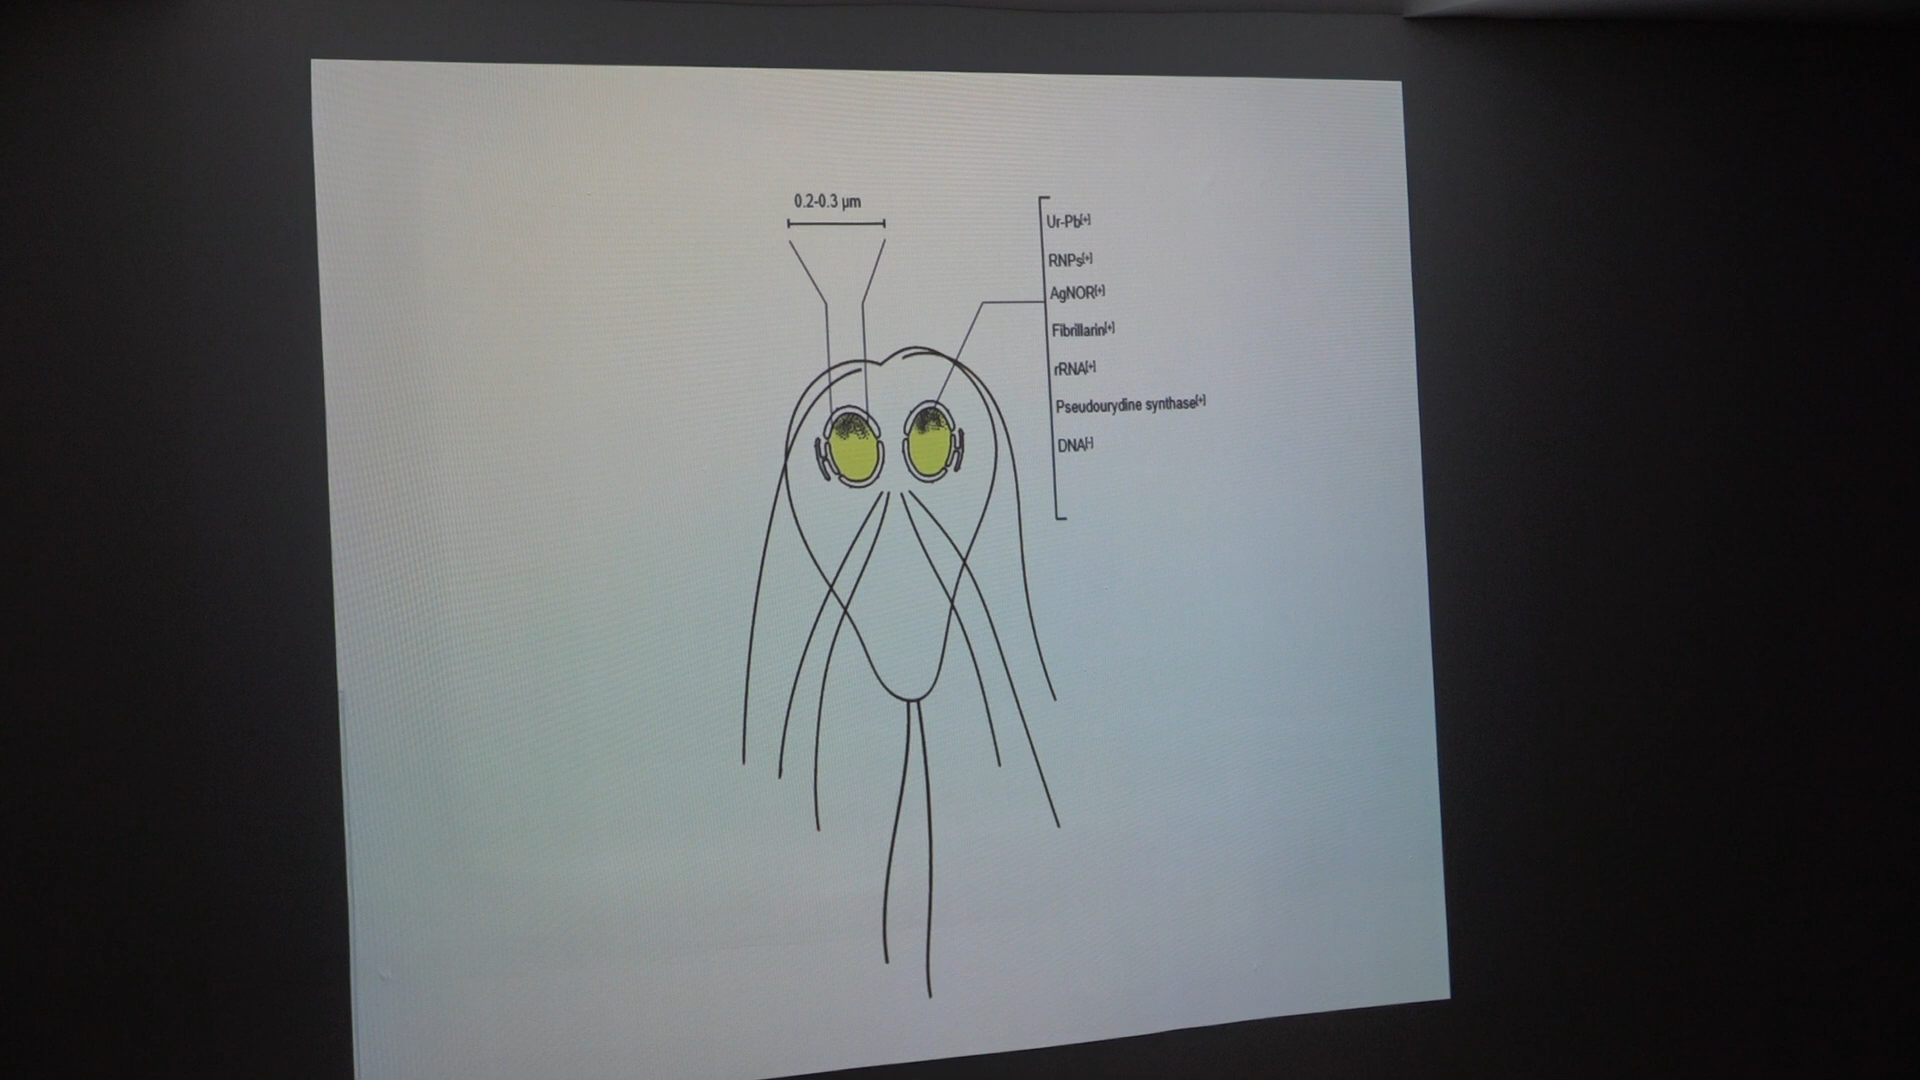 0.2-0.3 µm
Ur-Pb[+]
RNPs[+]
AgNOR[+]
Fibrillarin[+]
rRNA[+]
Pseudourydine synthase[+]
DNA[-]